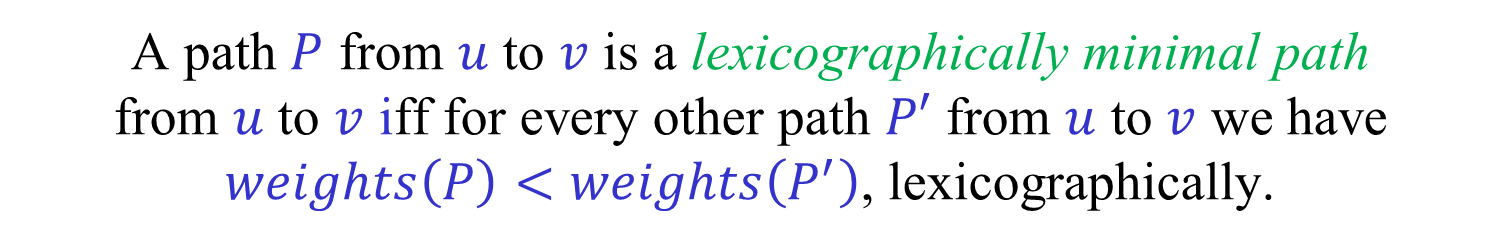 A path 𝑃 from 𝑢 to 𝑣 is a lexicographically minimal path
from 𝑢 to 𝑣 iff for every other path 𝑃′ from 𝑢 to 𝑣 we have
𝑤𝑒𝑖𝑔ℎ𝑡𝑠(𝑃) < 𝑤𝑒𝑖𝑔ℎ𝑡𝑠(𝑃′), lexicographically.